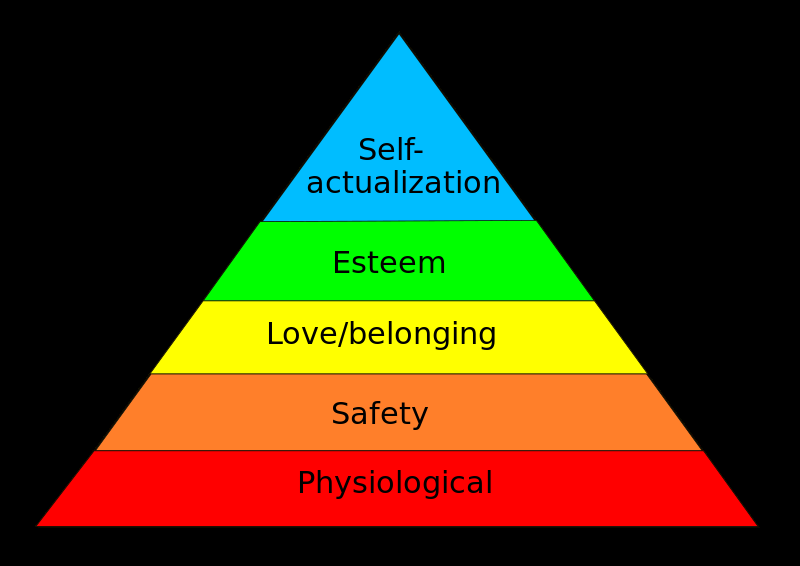 Self-
actualization
Esteem
Love/belonging
Safety
Physiological